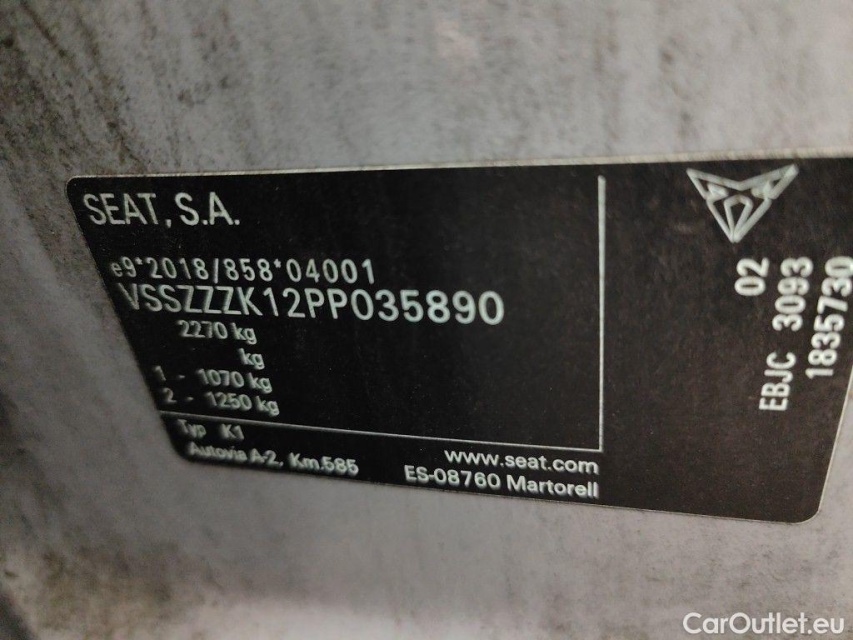 SEAT, S.A.
e9*2018/858*04001
VSSZZZK12PP035890
2270 kg
kg
1 - 1070 kg
2 - 1250 kg
Typ K1
Autovia A-2, Km.585
www.seat.com
ES-08760 Martorell
02
EBJC 3093
1835730
CarOutlet.eu